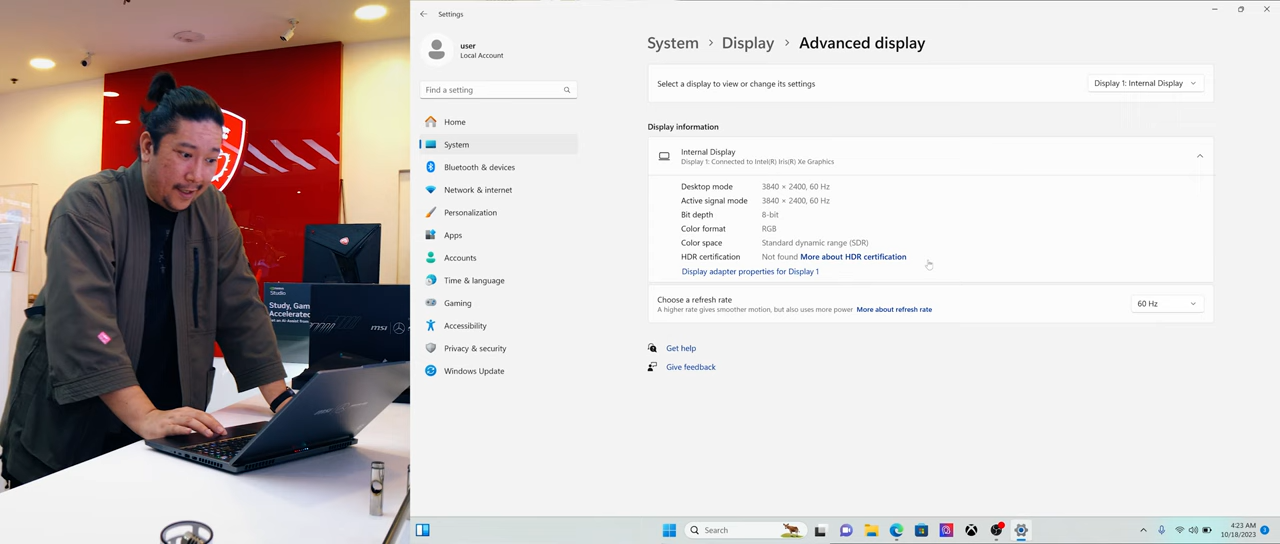 Studio
Study, Gam
Accelerated
msi
Settings
user
Local Account
Find a setting
Home
System
Bluetooth & devices
Network & internet
Personalization
Apps
Accounts
Time & language
Gaming
Accessibility
Privacy & security
Windows Update
System > Display > Advanced display
Select a display to view or change its settings
Display 1: Internal Display
Display information
Internal Display
Display 1: Connected to Intel(R) Iris(R) Xe Graphics
Desktop mode 3840 × 2400, 60 Hz
Active signal mode 3840 × 2400, 60 Hz
Bit depth 8-bit
Color format RGB
Color space Standard dynamic range (SDR)
HDR certification Not found More about HDR certification
Display adapter properties for Display 1
Choose a refresh rate
60 Hz
A higher rate gives smoother motion, but also uses more power More about refresh rate
Get help
Give feedback
Search
4:23 AM
10/18/2023